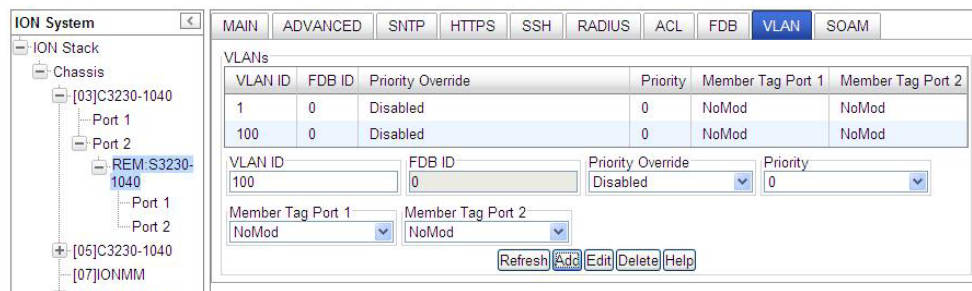 ION System
<
ION Stack
Chassis
[03]C3230-1040
Port 1
Port 2
REM:S3230-
1040
Port 1
Port 2
[05]C3230-1040
[07]IONMM
MAIN ADVANCED SNTP HTTPS SSH RADIUS ACL FDB VLAN SOAM
VLANs
VLAN ID FDB ID Priority Override Priority Member Tag Port 1 Member Tag Port 2
1 0 Disabled 0 NoMod NoMod
100 0 Disabled 0 NoMod NoMod
VLAN ID FDB ID Priority Override Priority
100 0 Disabled 0
Member Tag Port 1 Member Tag Port 2
NoMod NoMod
Refresh Add Edit Delete Help